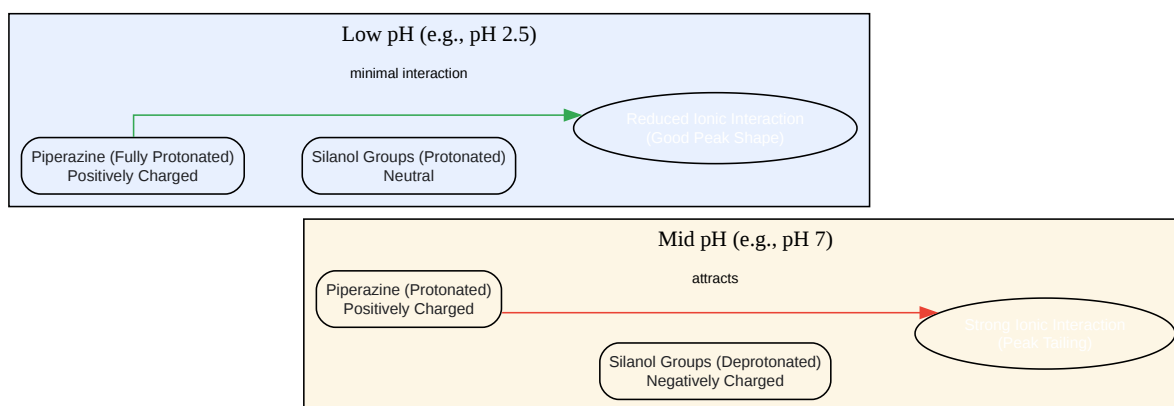 Low pH (e.g., pH 2.5)
minimal interaction
Reduced Ionic Interaction
(Good Peak Shape)
Piperazine (Fully Protonated)
Positively Charged
Silanol Groups (Protonated)
Neutral
Mid pH (e.g., pH 7)
attracts
Piperazine (Protonated)
Positively Charged
Strong Ionic Interaction
(Peak Tailing)
Silanol Groups (Deprotonated)
Negatively Charged